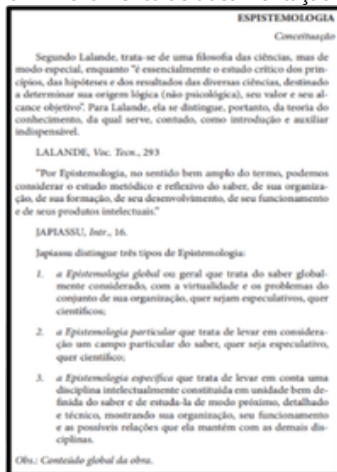 ESPISTEMOLOGIA
Conceituação
Segundo Lalande, trata-se de uma filosofia das ciências, mas de
modo especial, enquanto "é essencialmente o estudo crítico dos prin-
cípios, das hipóteses e dos resultados das diversas ciências, destinado
a determinar sua origem lógica (não psicológica), seu valor e seu al-
cance objetivo". Para Lalande, ela se distingue, portanto, da teoria do
conhecimento, da qual serve, contudo, como introdução e auxiliar
indispensável.
LALANDE, Voc. Tecn., 293
"Por Epistemologia, no sentido bem amplo do termo, podemos
considerar o estudo metódico e reflexivo do saber, de sua organiza-
ção, de sua formação, de seu desenvolvimento, de seu funcionamento
e de seus produtos intelectuais."
JAPIASSU, Intr., 16.
Japiassu distingue três tipos de Epistemologia:
1. a Epistemologia global ou geral que trata do saber global-
mente considerado, com a virtualidade e os problemas do
conjunto de sua organização, quer sejam especulativos, quer
científicos;
2. a Epistemologia particular que trata de levar em considera-
ção um campo particular do saber, quer seja especulativo,
quer científico;
3. a Epistemologia específica que trata de levar em conta uma
disciplina intelectualmente constituída em unidade bem de-
finida do saber e de estuda-la de modo próximo, detalhado
e técnico, mostrando sua organização, seu funcionamento
e as possíveis relações que ela mantém com as demais dis-
ciplinas.
Obs.: Conteúdo global da obra.